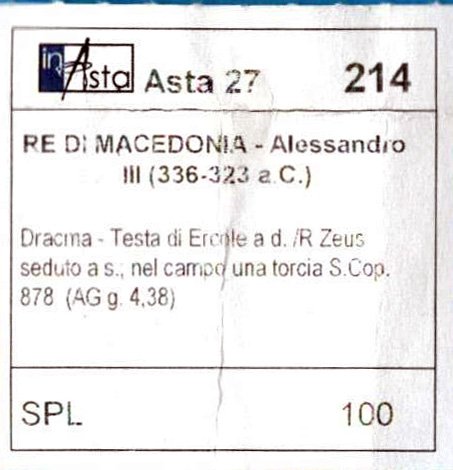 inAsta Asta 27 214
RE DI MACEDONIA - Alessandro
III (336-323 a.C.)
Dracma - Testa di Ercole a d. /R Zeus
seduto a s.; nel campo una torcia S.Cop.
878 (AG g. 4,38)
SPL 100